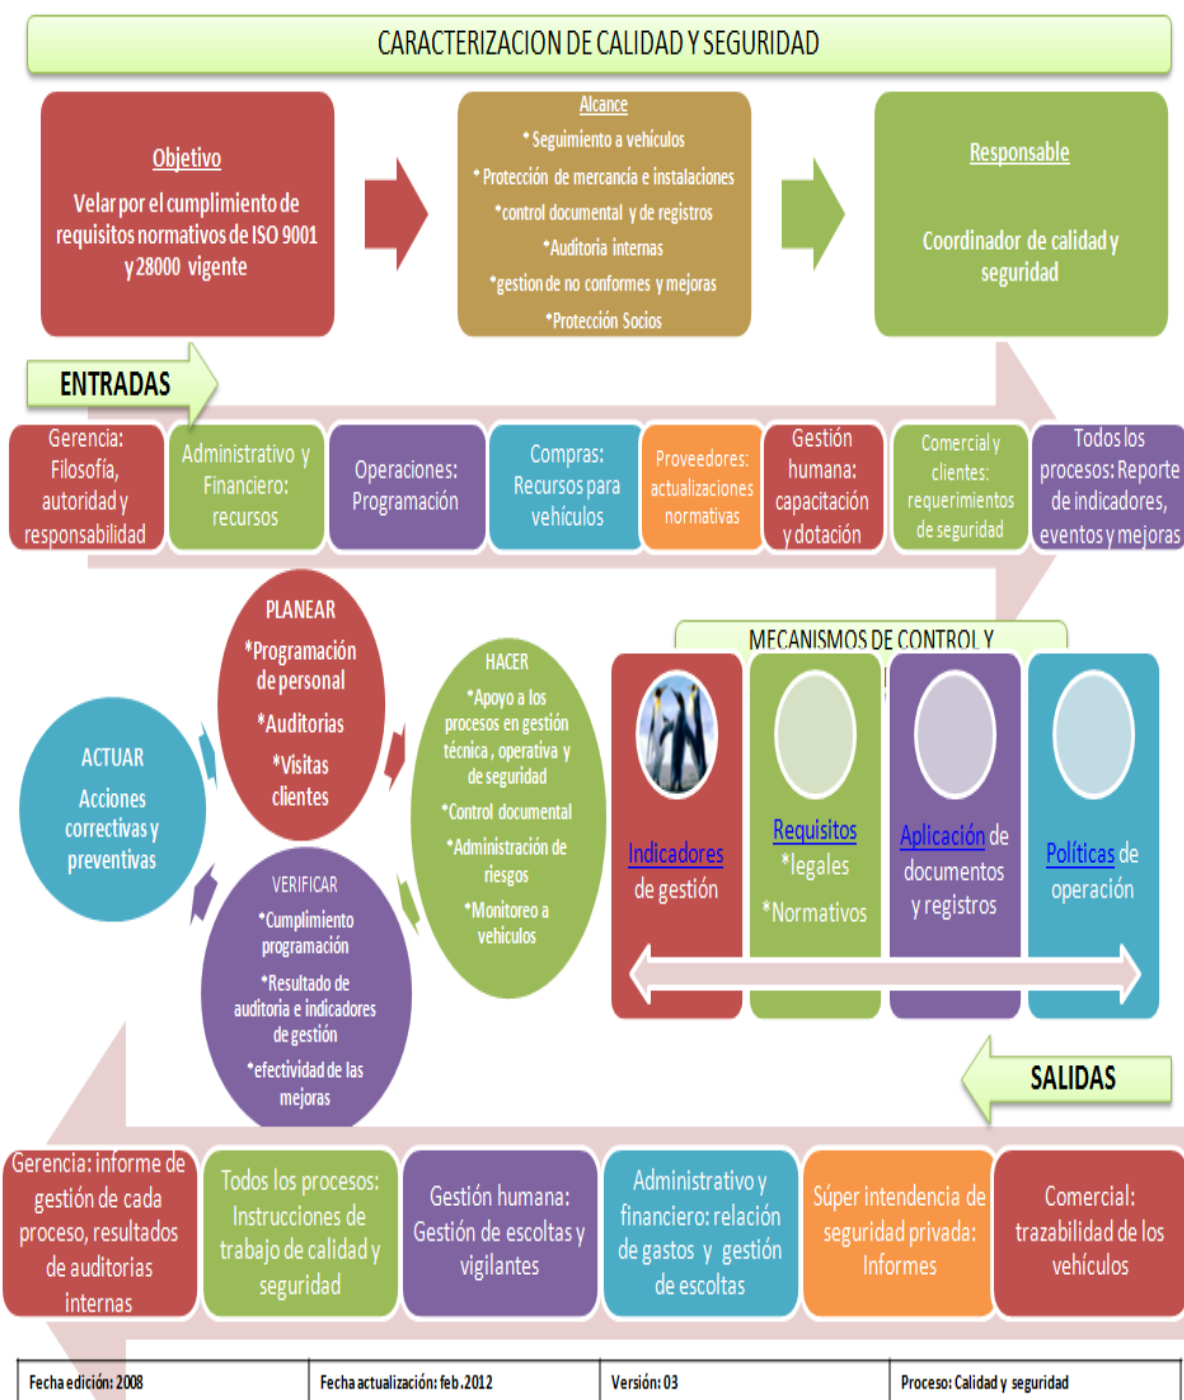 CARACTERIZACION DE CALIDAD Y SEGURIDAD
Objetivo
Velar por el cumplimiento de
requisitos normativos de ISO 9001
y 28000 vigente
Alcance
* Seguimiento a vehículos
* Protección de mercancía e instalaciones
*control documental y de registros
*Auditoria internas
*gestion de no conformes y mejoras
*Protección Socios
Responsable
Coordinador de calidad y
seguridad
ENTRADAS
Gerencia:
Filosofía,
autoridad y
responsabilidad
Administrativo y
Financiero:
recursos
Operaciones:
Programación
Compras:
Recursos para
vehículos
Proveedores:
actualizaciones
normativas
Gestión
humana:
capacitación
y dotación
Comercial y
clientes:
requerimientos
de seguridad
Todos los
procesos: Reporte
de indicadores,
eventos y mejoras
PLANEAR
*Programación
de personal
*Auditorias
*Visitas
clientes
HACER
*Apoyo a los
procesos en gestión
técnica , operativa y
de seguridad
*Control documental
*Administración de
riesgos
*Monitoreo a
vehiculos
ACTUAR
Acciones
correctivas y
preventivas
VERIFICAR
*Cumplimiento
programación
*Resultado de
auditoria e indicadores
de gestión
*efectividad de las
mejoras
MECANISMOS DE CONTROL Y
Indicadores
de gestión
Requisitos
*legales
*Normativos
Aplicación de
documentos
y registros
Políticas de
operación
SALIDAS
Gerencia: informe de
gestión de cada
proceso, resultados
de auditorias
internas
Todos los procesos:
Instrucciones de
trabajo de calidad y
seguridad
Gestión humana:
Gestión de escoltas y
vigilantes
Administrativo y
financiero: relación
de gastos y gestión
de escoltas
Súper intendencia de
seguridad privada:
Informes
Comercial:
trazabilidad de los
vehículos
Fecha edición: 2008
Fecha actualización: feb.2012
Versión: 03
Proceso: Calidad y seguridad